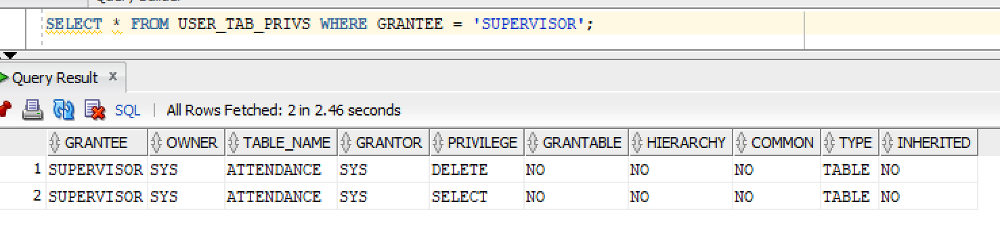 SELECT * FROM USER_TAB_PRIVS WHERE GRANTEE = 'SUPERVISOR';
Query Result x
SQL | All Rows Fetched: 2 in 2.46 seconds
GRANTEE OWNER TABLE_NAME GRANTOR PRIVILEGE GRANTABLE HIERARCHY COMMON TYPE INHERITED
1 SUPERVISOR SYS ATTENDANCE SYS DELETE NO NO NO TABLE NO
2 SUPERVISOR SYS ATTENDANCE SYS SELECT NO NO NO TABLE NO